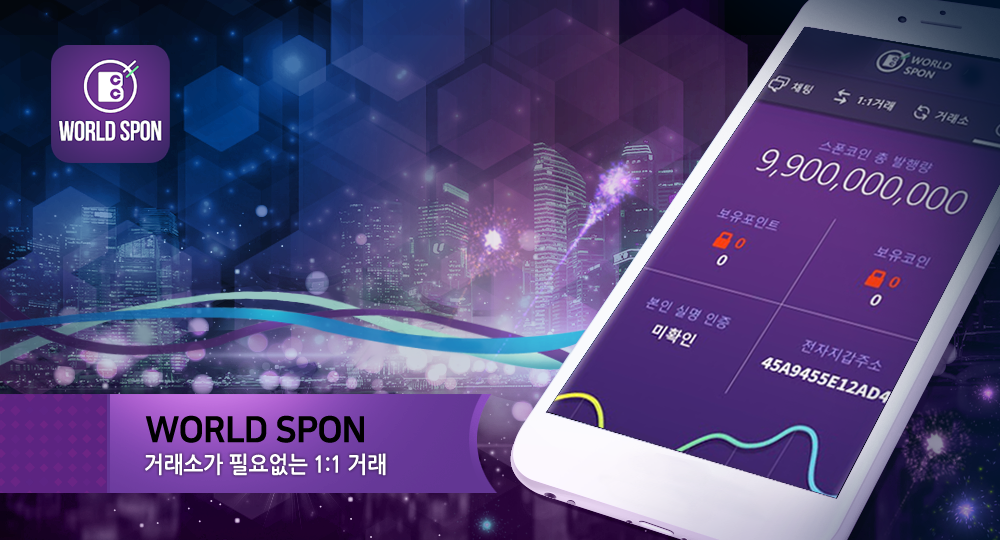 WORLD SPON
WORLD SPON
거래소가 필요없는 1:1 거래
WORLD
SPON
채팅 1:1거래 거래소
스폰코인 총 발행량
9,900,000,000
보유포인트
0
0
보유코인
0
0
본인 실명 인증
미확인
전자지갑주소
45A9455E12AD4